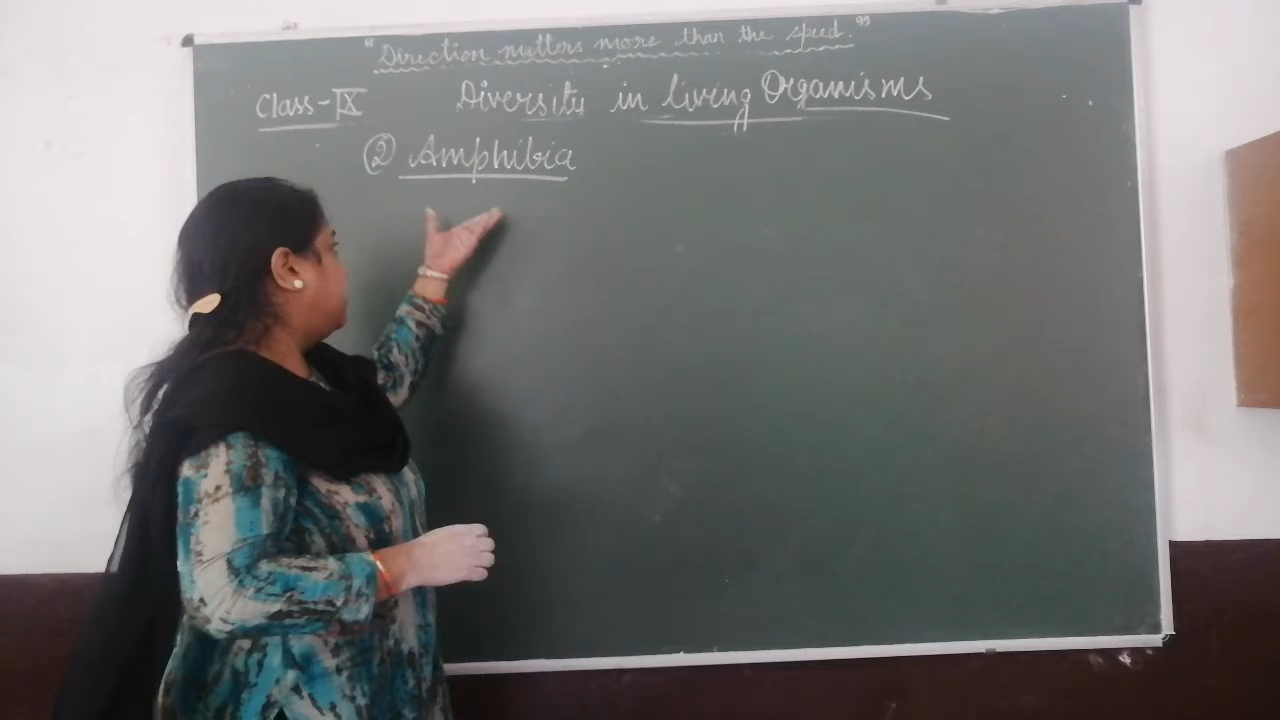 "Direction matters more than the speed."
Class-IX Diversity in living Organisms
② Amphibia